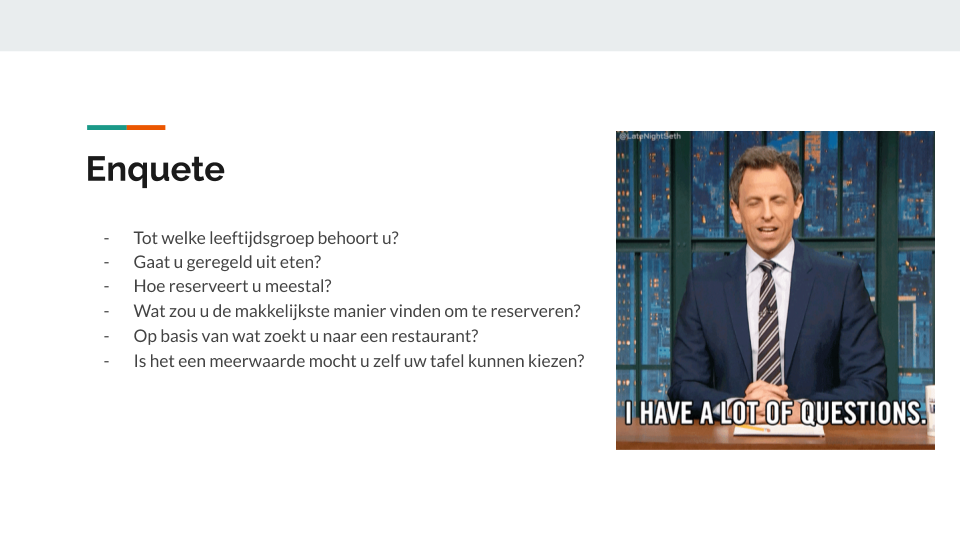 @LateNightSeth
Enquete
- Tot welke leeftijdsgroep behoort u?
- Gaat u geregeld uit eten?
- Hoe reserveert u meestal?
- Wat zou u de makkelijkste manier vinden om te reserveren?
- Op basis van wat zoekt u naar een restaurant?
- Is het een meerwaarde mocht u zelf uw tafel kunnen kiezen?
I HAVE A LOT OF QUESTIONS.